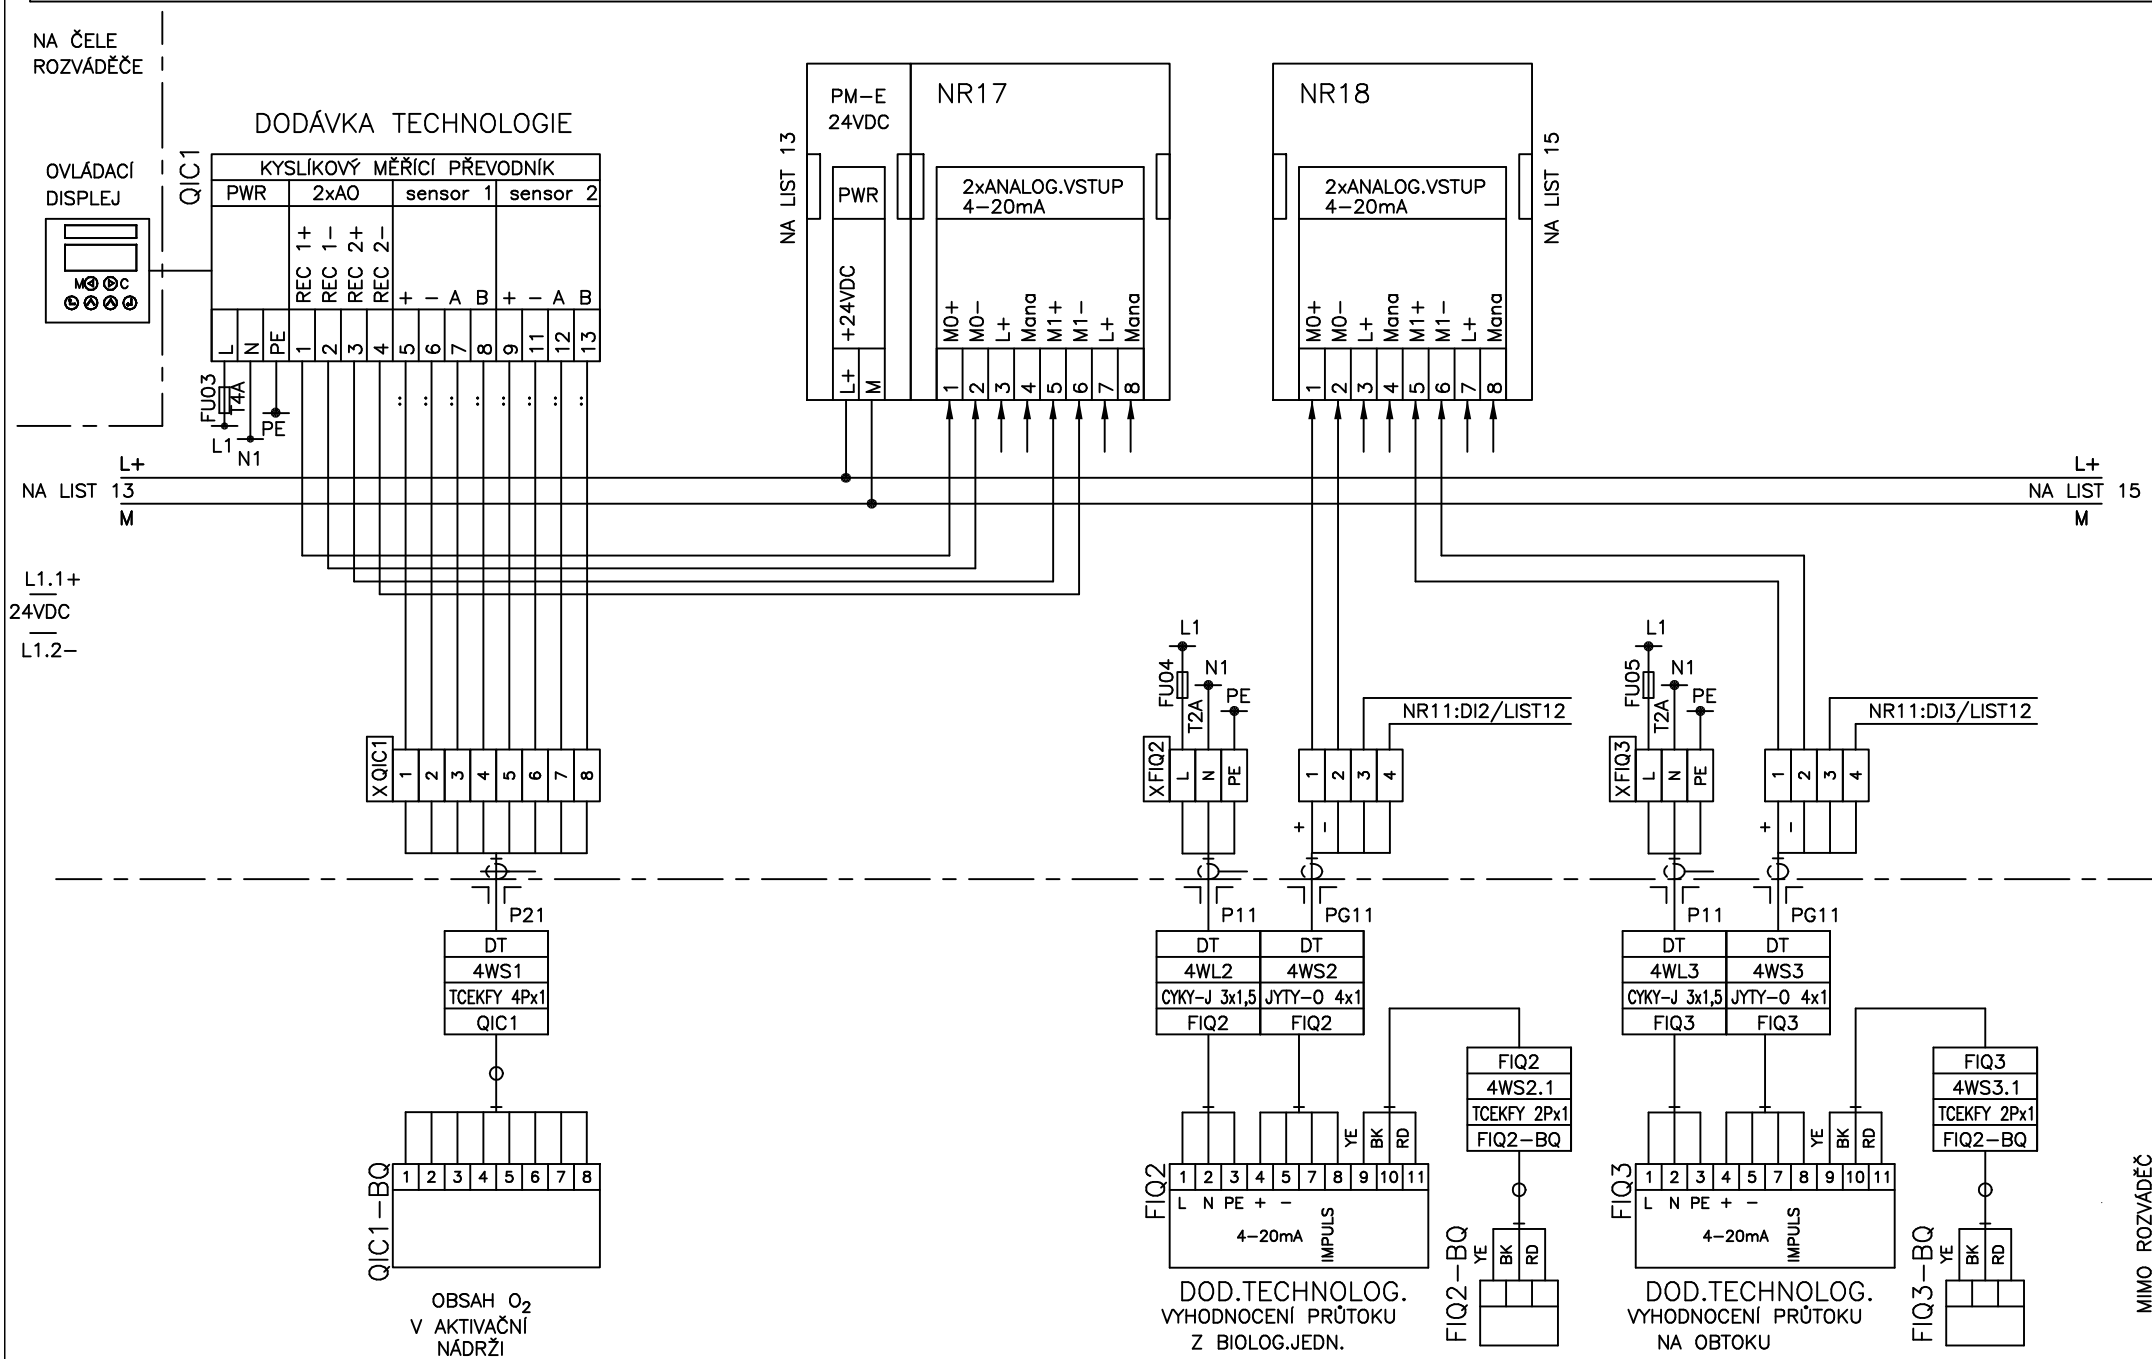 NA ČELE
ROZVÁDĚČE
OVLÁDACÍ
DISPLEJ
M C
DODÁVKA TECHNOLOGIE
QIC1
KYSLÍKOVÝ MĚŘÍCÍ PŘEVODNÍK
PWR 2xAO sensor 1 sensor 2
REC 1+ REC 1- REC 2+ REC 2- + - A B + - A B
L N PE 1 2 3 4 5 6 7 8 9 11 12 13
FU03 T4A
L1 N1 PE
: : : : : : : :
NA LIST 13
PM-E
24VDC
PWR
+24VDC
L+ M
NR17
2xANALOG.VSTUP
4-20mA
M0+ M0- L+ Mana M1+ M1- L+ Mana
1 2 3 4 5 6 7 8
NR18
2xANALOG.VSTUP
4-20mA
M0+ M0- L+ Mana M1+ M1- L+ Mana
1 2 3 4 5 6 7 8
NA LIST 15
L+
NA LIST 13
M
L+
NA LIST 15
M
L1.1+
24VDC
L1.2-
XQIC1 1 2 3 4 5 6 7 8
L1
N1
PE
FU04 T2A
XFIQ2 L N PE
NR11:DI2/LIST12
1 2 3 4
+ -
L1
N1
PE
FU05 T2A
XFIQ3 L N PE
NR11:DI3/LIST12
1 2 3 4
+ -
P21
DT
4WS1
TCEKFY 4Px1
QIC1
QIC1-BQ
1 2 3 4 5 6 7 8
OBSAH O₂
V AKTIVAČNÍ
NÁDRŽI
P11 PG11
DT DT
4WL2 4WS2
CYKY-J 3x1,5 JYTY-O 4x1
FIQ2 FIQ2
FIQ2
4WS2.1
TCEKFY 2Px1
FIQ2-BQ
YE BK RD
FIQ2
1 2 3 4 5 7 8 9 10 11
L N PE + -
4-20mA
IMPULS
DOD.TECHNOLOG.
VYHODNOCENÍ PRŮTOKU
Z BIOLOG.JEDN.
FIQ2-BQ
YE BK RD
P11 PG11
DT DT
4WL3 4WS3
CYKY-J 3x1,5 JYTY-O 4x1
FIQ3 FIQ3
FIQ3
4WS3.1
TCEKFY 2Px1
FIQ2-BQ
YE BK RD
FIQ3
1 2 3 4 5 7 8 9 10 11
L N PE + -
4-20mA
IMPULS
DOD.TECHNOLOG.
VYHODNOCENÍ PRŮTOKU
NA OBTOKU
FIQ3-BQ
YE BK RD
MIMO ROZVÁDĚČ